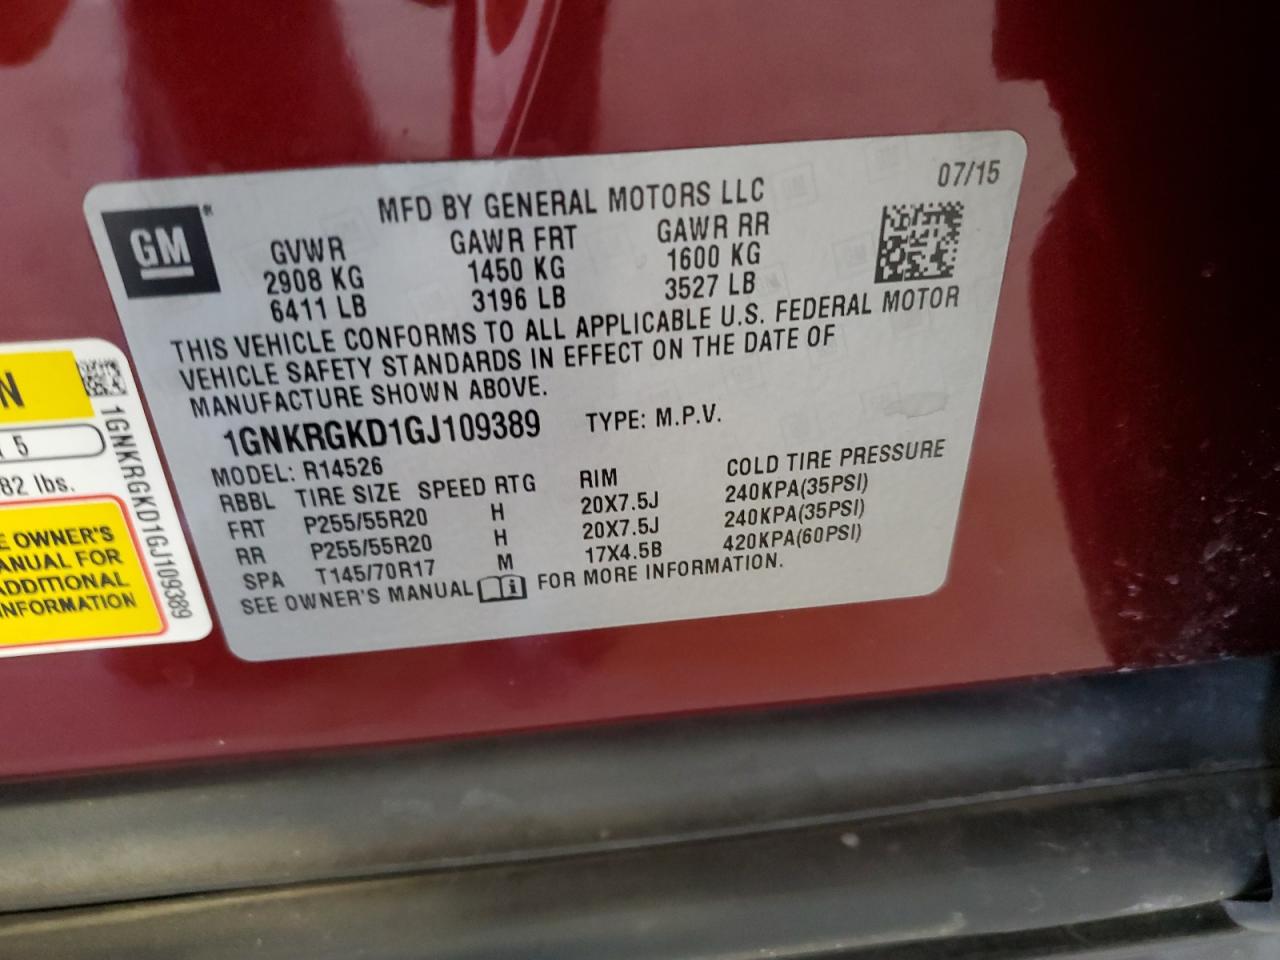 GM
MFD BY GENERAL MOTORS LLC
07/15
GVWR GAWR FRT GAWR RR
2908 KG 1450 KG 1600 KG
6411 LB 3196 LB 3527 LB
THIS VEHICLE CONFORMS TO ALL APPLICABLE U.S. FEDERAL MOTOR
VEHICLE SAFETY STANDARDS IN EFFECT ON THE DATE OF
MANUFACTURE SHOWN ABOVE.
1GNKRGKD1GJ109389 TYPE: M.P.V.
MODEL: R14526
RBBL TIRE SIZE SPEED RTG RIM COLD TIRE PRESSURE
FRT P255/55R20 H 20X7.5J 240KPA(35PSI)
RR P255/55R20 H 20X7.5J 240KPA(35PSI)
SPA T145/70R17 M 17X4.5B 420KPA(60PSI)
SEE OWNER'S MANUAL FOR MORE INFORMATION.
N
5
82 lbs.
OWNER'S
ANUAL FOR
ADDITIONAL
INFORMATION
1GNKRGKD1GJ109389